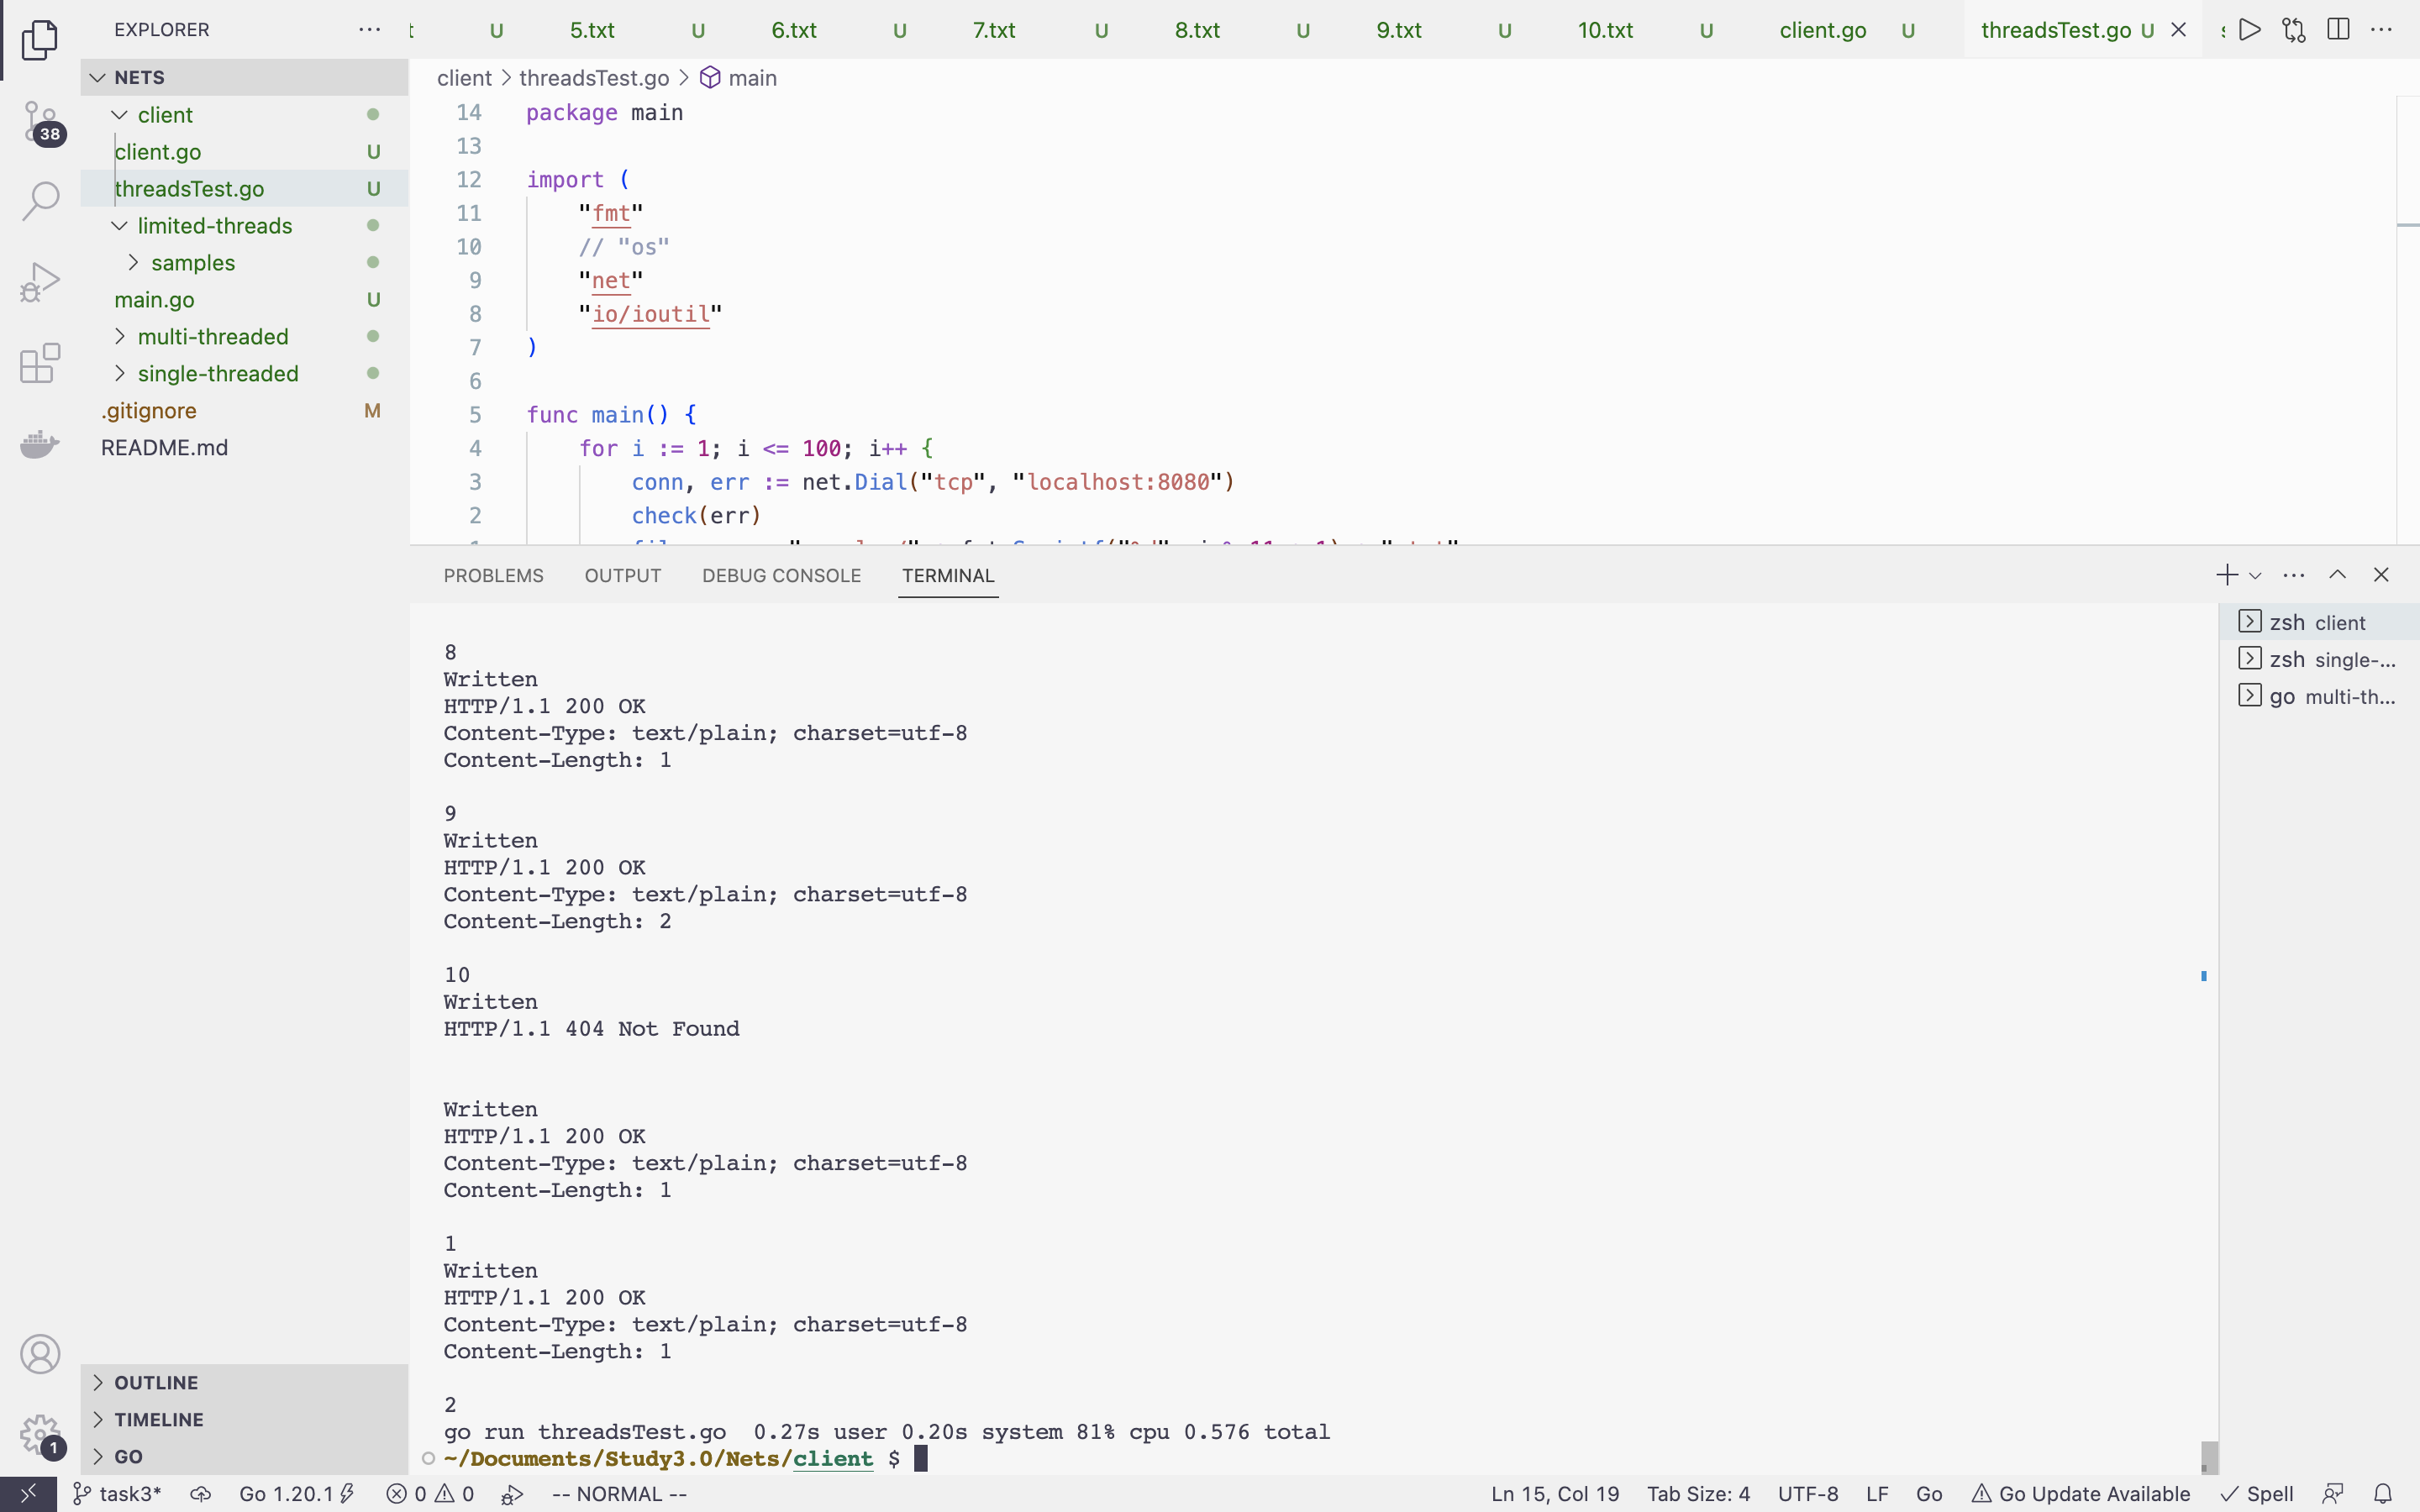 EXPLORER
NETS
client
client.go U
threadsTest.go U
limited-threads
samples
main.go U
multi-threaded
single-threaded
.gitignore M
README.md
OUTLINE
TIMELINE
GO
38
1
t U 5.txt U 6.txt U 7.txt U 8.txt U 9.txt U 10.txt U client.go U threadsTest.go U
client > threadsTest.go > main
14 package main
13
12 import (
11 "fmt"
10 // "os"
9 "net"
8 "io/ioutil"
7 )
6
5 func main() {
4 for i := 1; i <= 100; i++ {
3 conn, err := net.Dial("tcp", "localhost:8080")
2 check(err)
PROBLEMS OUTPUT DEBUG CONSOLE TERMINAL
8
Written
HTTP/1.1 200 OK
Content-Type: text/plain; charset=utf-8
Content-Length: 1
9
Written
HTTP/1.1 200 OK
Content-Type: text/plain; charset=utf-8
Content-Length: 2
10
Written
HTTP/1.1 404 Not Found
Written
HTTP/1.1 200 OK
Content-Type: text/plain; charset=utf-8
Content-Length: 1
1
Written
HTTP/1.1 200 OK
Content-Type: text/plain; charset=utf-8
Content-Length: 1
2
go run threadsTest.go  0.27s user 0.20s system 81% cpu 0.576 total
~/Documents/Study3.0/Nets/client $
zsh client
zsh single-...
go multi-th...
task3* Go 1.20.1 0 0 -- NORMAL -- Ln 15, Col 19 Tab Size: 4 UTF-8 LF Go Go Update Available Spell